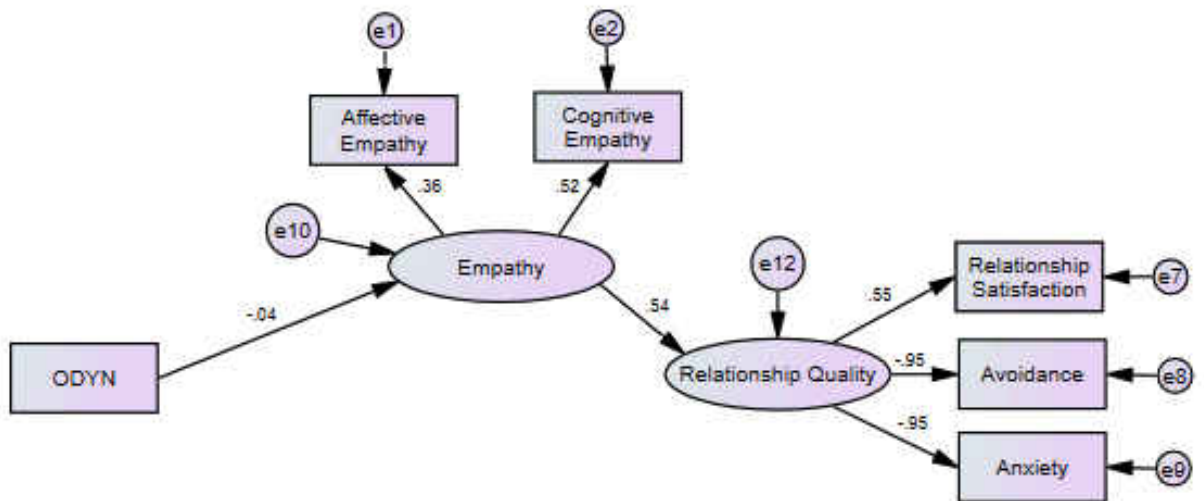 e1
e2
Affective
Empathy
Cognitive
Empathy
.36
.52
e10
Empathy
e12
Relationship
Satisfaction
e7
.55
.54
-.04
ODYN
Relationship Quality
-.95
Avoidance
e8
-.95
Anxiety
e9